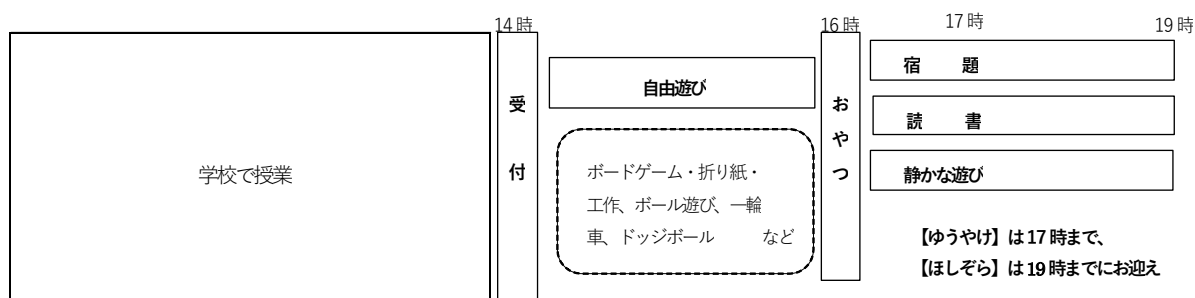 14時
16時
17時
19時
学校で授業
受付
自由遊び
ボードゲーム・折り紙・
工作、ボール遊び、一輪
車、ドッジボール　　など
おやつ
宿　題
読　書
静かな遊び
【ゆうやけ】は17時まで、
【ほしぞら】は19時までにお迎え